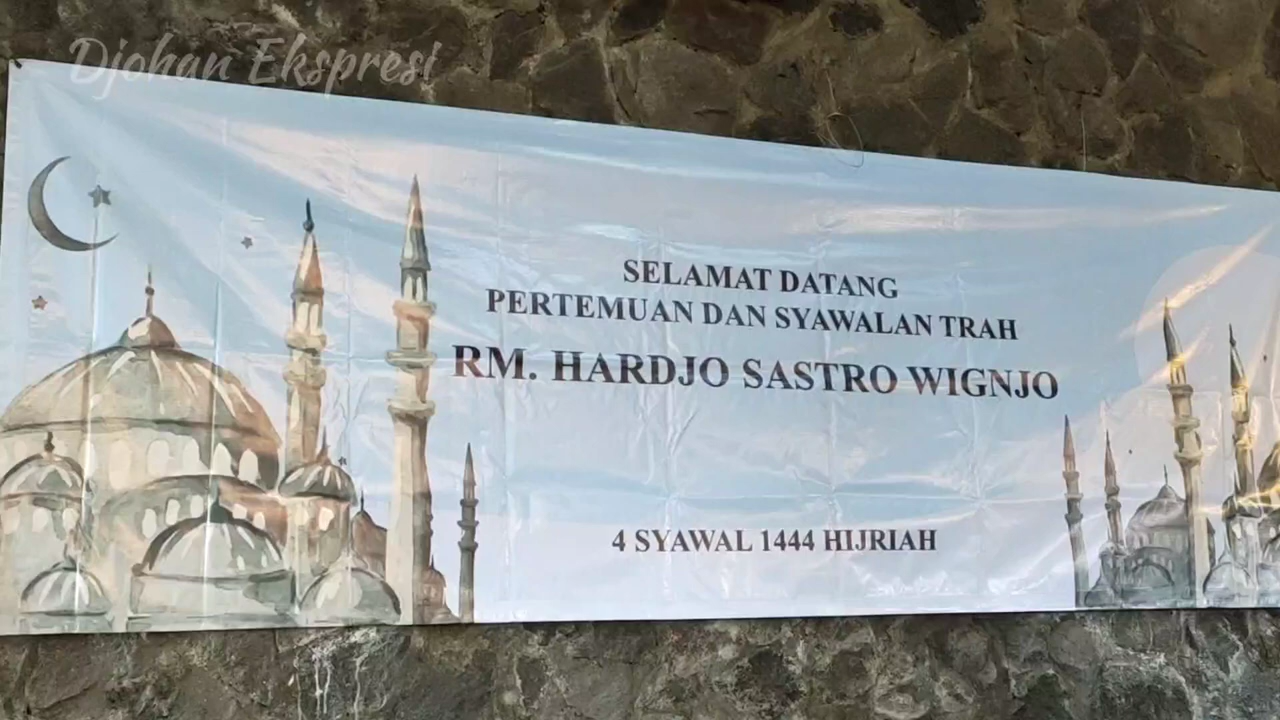 Djohan Ekspresi
SELAMAT DATANG
PERTEMUAN DAN SYAWALAN TRAH
RM. HARDJO SASTRO WIGNJO
4 SYAWAL 1444 HIJRIAH